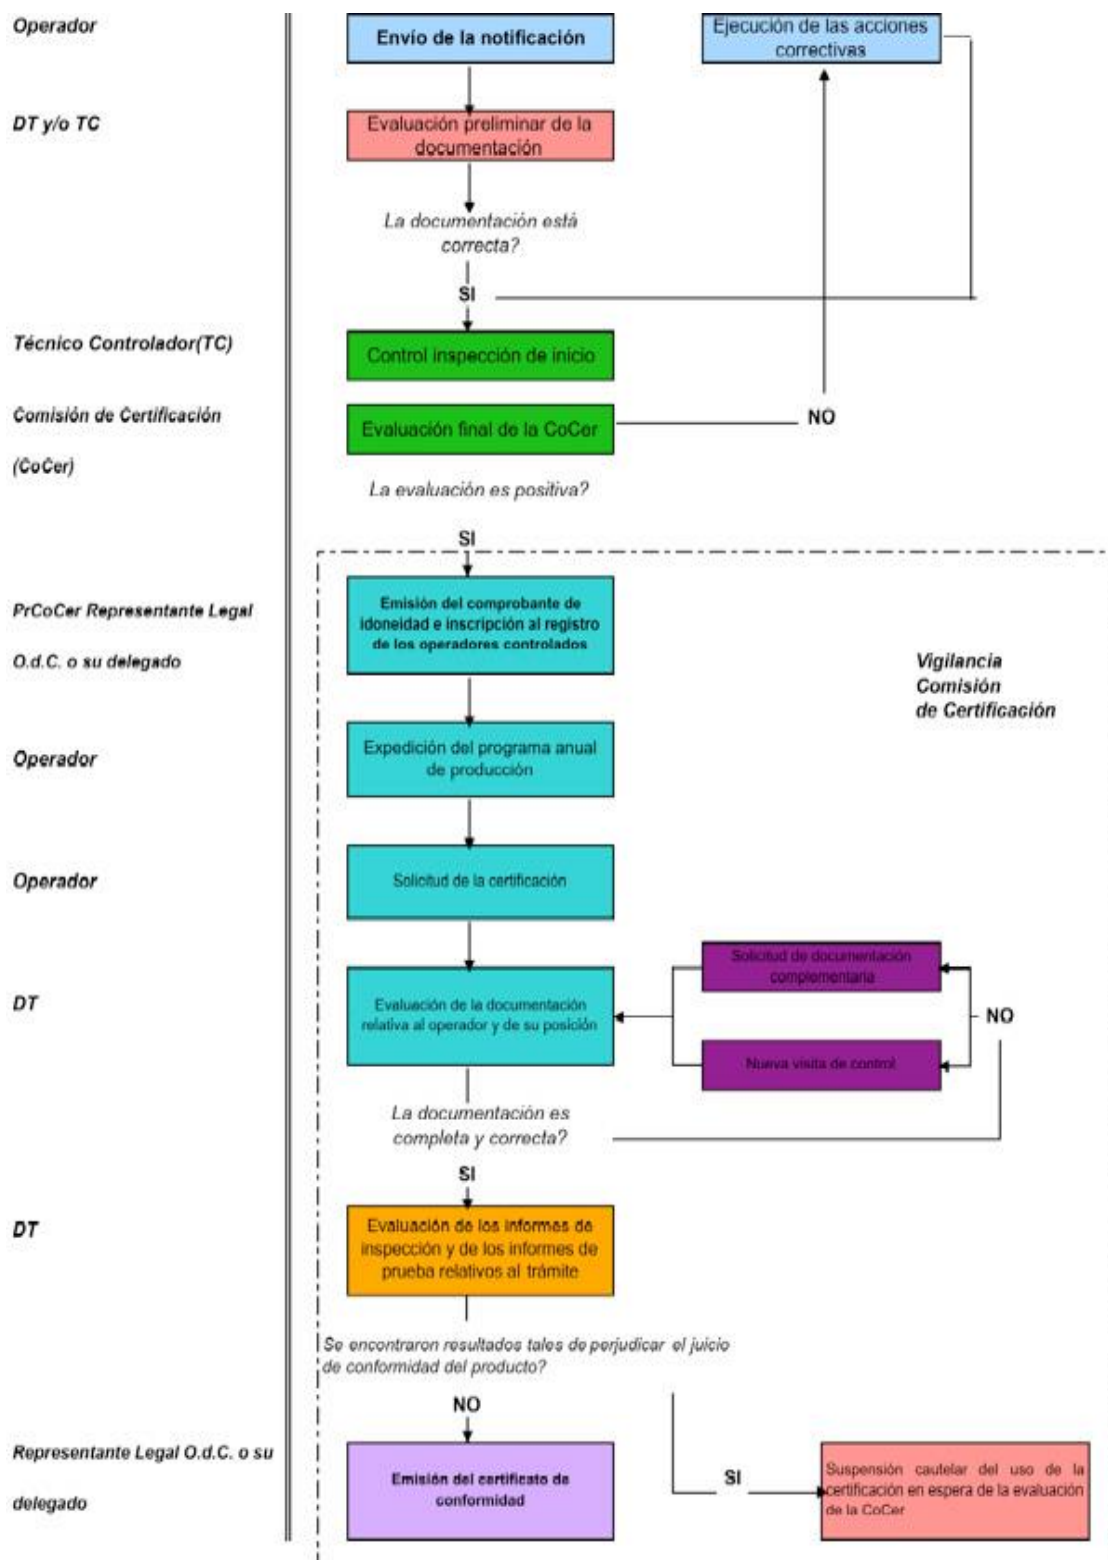 Operador
Envío de la notificación
Ejecución de las acciones
correctivas
DT y/o TC
Evaluación preliminar de la
documentación
La documentación está
correcta?
SI
Técnico Controlador(TC)
Control inspección de inicio
Comisión de Certificación
(CoCer)
Evaluación final de la CoCer
NO
La evaluación es positiva?
SI
PrCoCer Representante Legal
O.d.C. o su delegado
Emisión del comprobante de
idoneidad e inscripción al registro
de los operadores controlados
Vigilancia
Comisión
de Certificación
Operador
Expedición del programa anual
de producción
Operador
Solicitud de la certificación
DT
Evaluación de la documentación
relativa al operador y de su posición
Solicitud de documentación
complementaria
NO
Nueva visita de control
La documentación es
completa y correcta?
SI
DT
Evaluación de los informes de
inspección y de los informes de
prueba relativos al trámite
Se encontraron resultados tales de perjudicar el juicio
de conformidad del producto?
NO
Representante Legal O.d.C. o su
delegado
Emisión del certificato de
conformidad
SI
Suspensión cautelar del uso de la
certificación en espera de la evaluación
de la CoCer